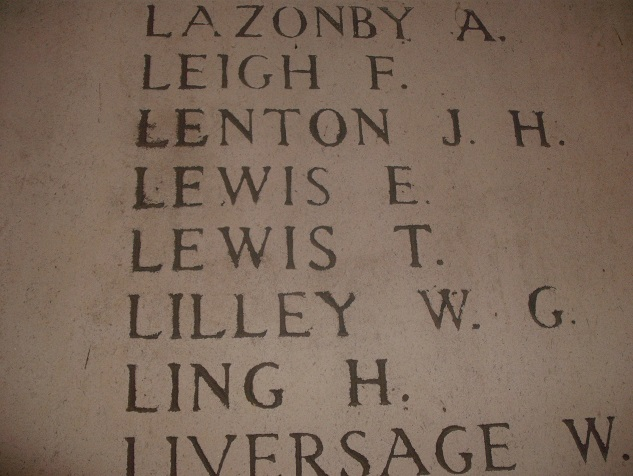 LAZONBY A.
LEIGH F.
LENTON J. H.
LEWIS E.
LEWIS T.
LILLEY W. G.
LING H.
LIVERSAGE W.